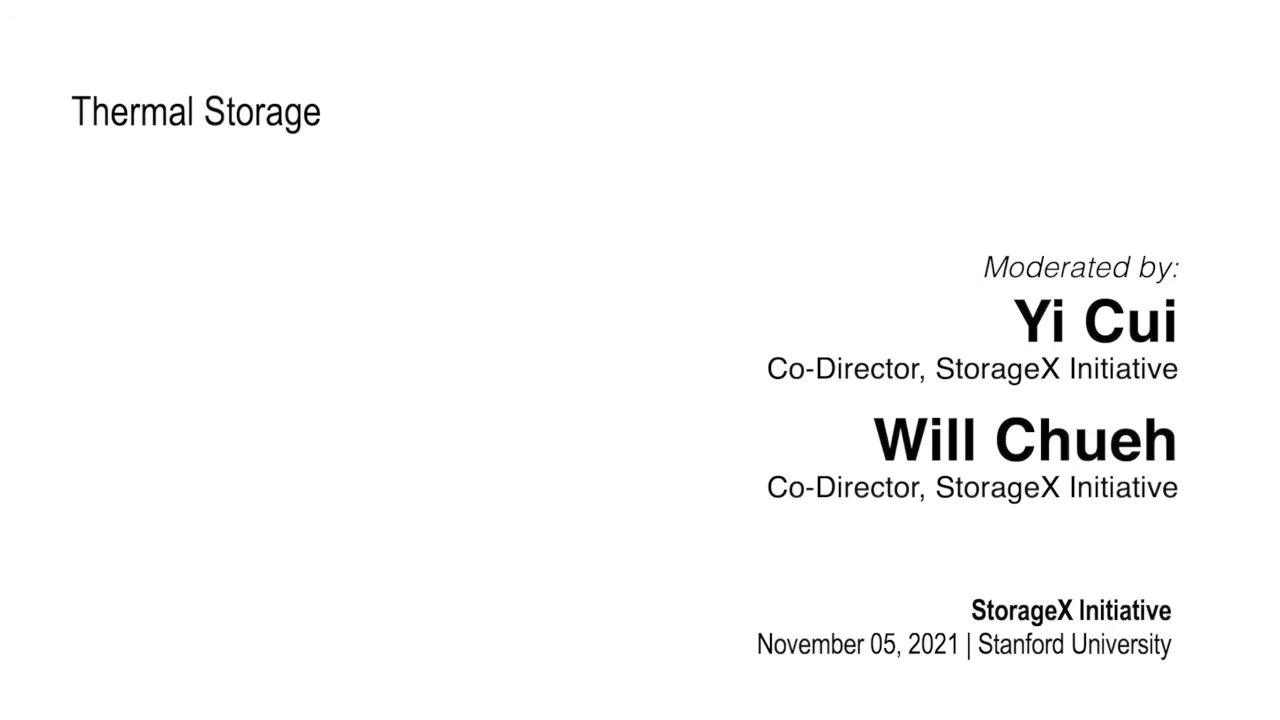 Thermal Storage
Moderated by:
Yi Cui
Co-Director, StorageX Initiative
Will Chueh
Co-Director, StorageX Initiative
StorageX Initiative
November 05, 2021 | Stanford University